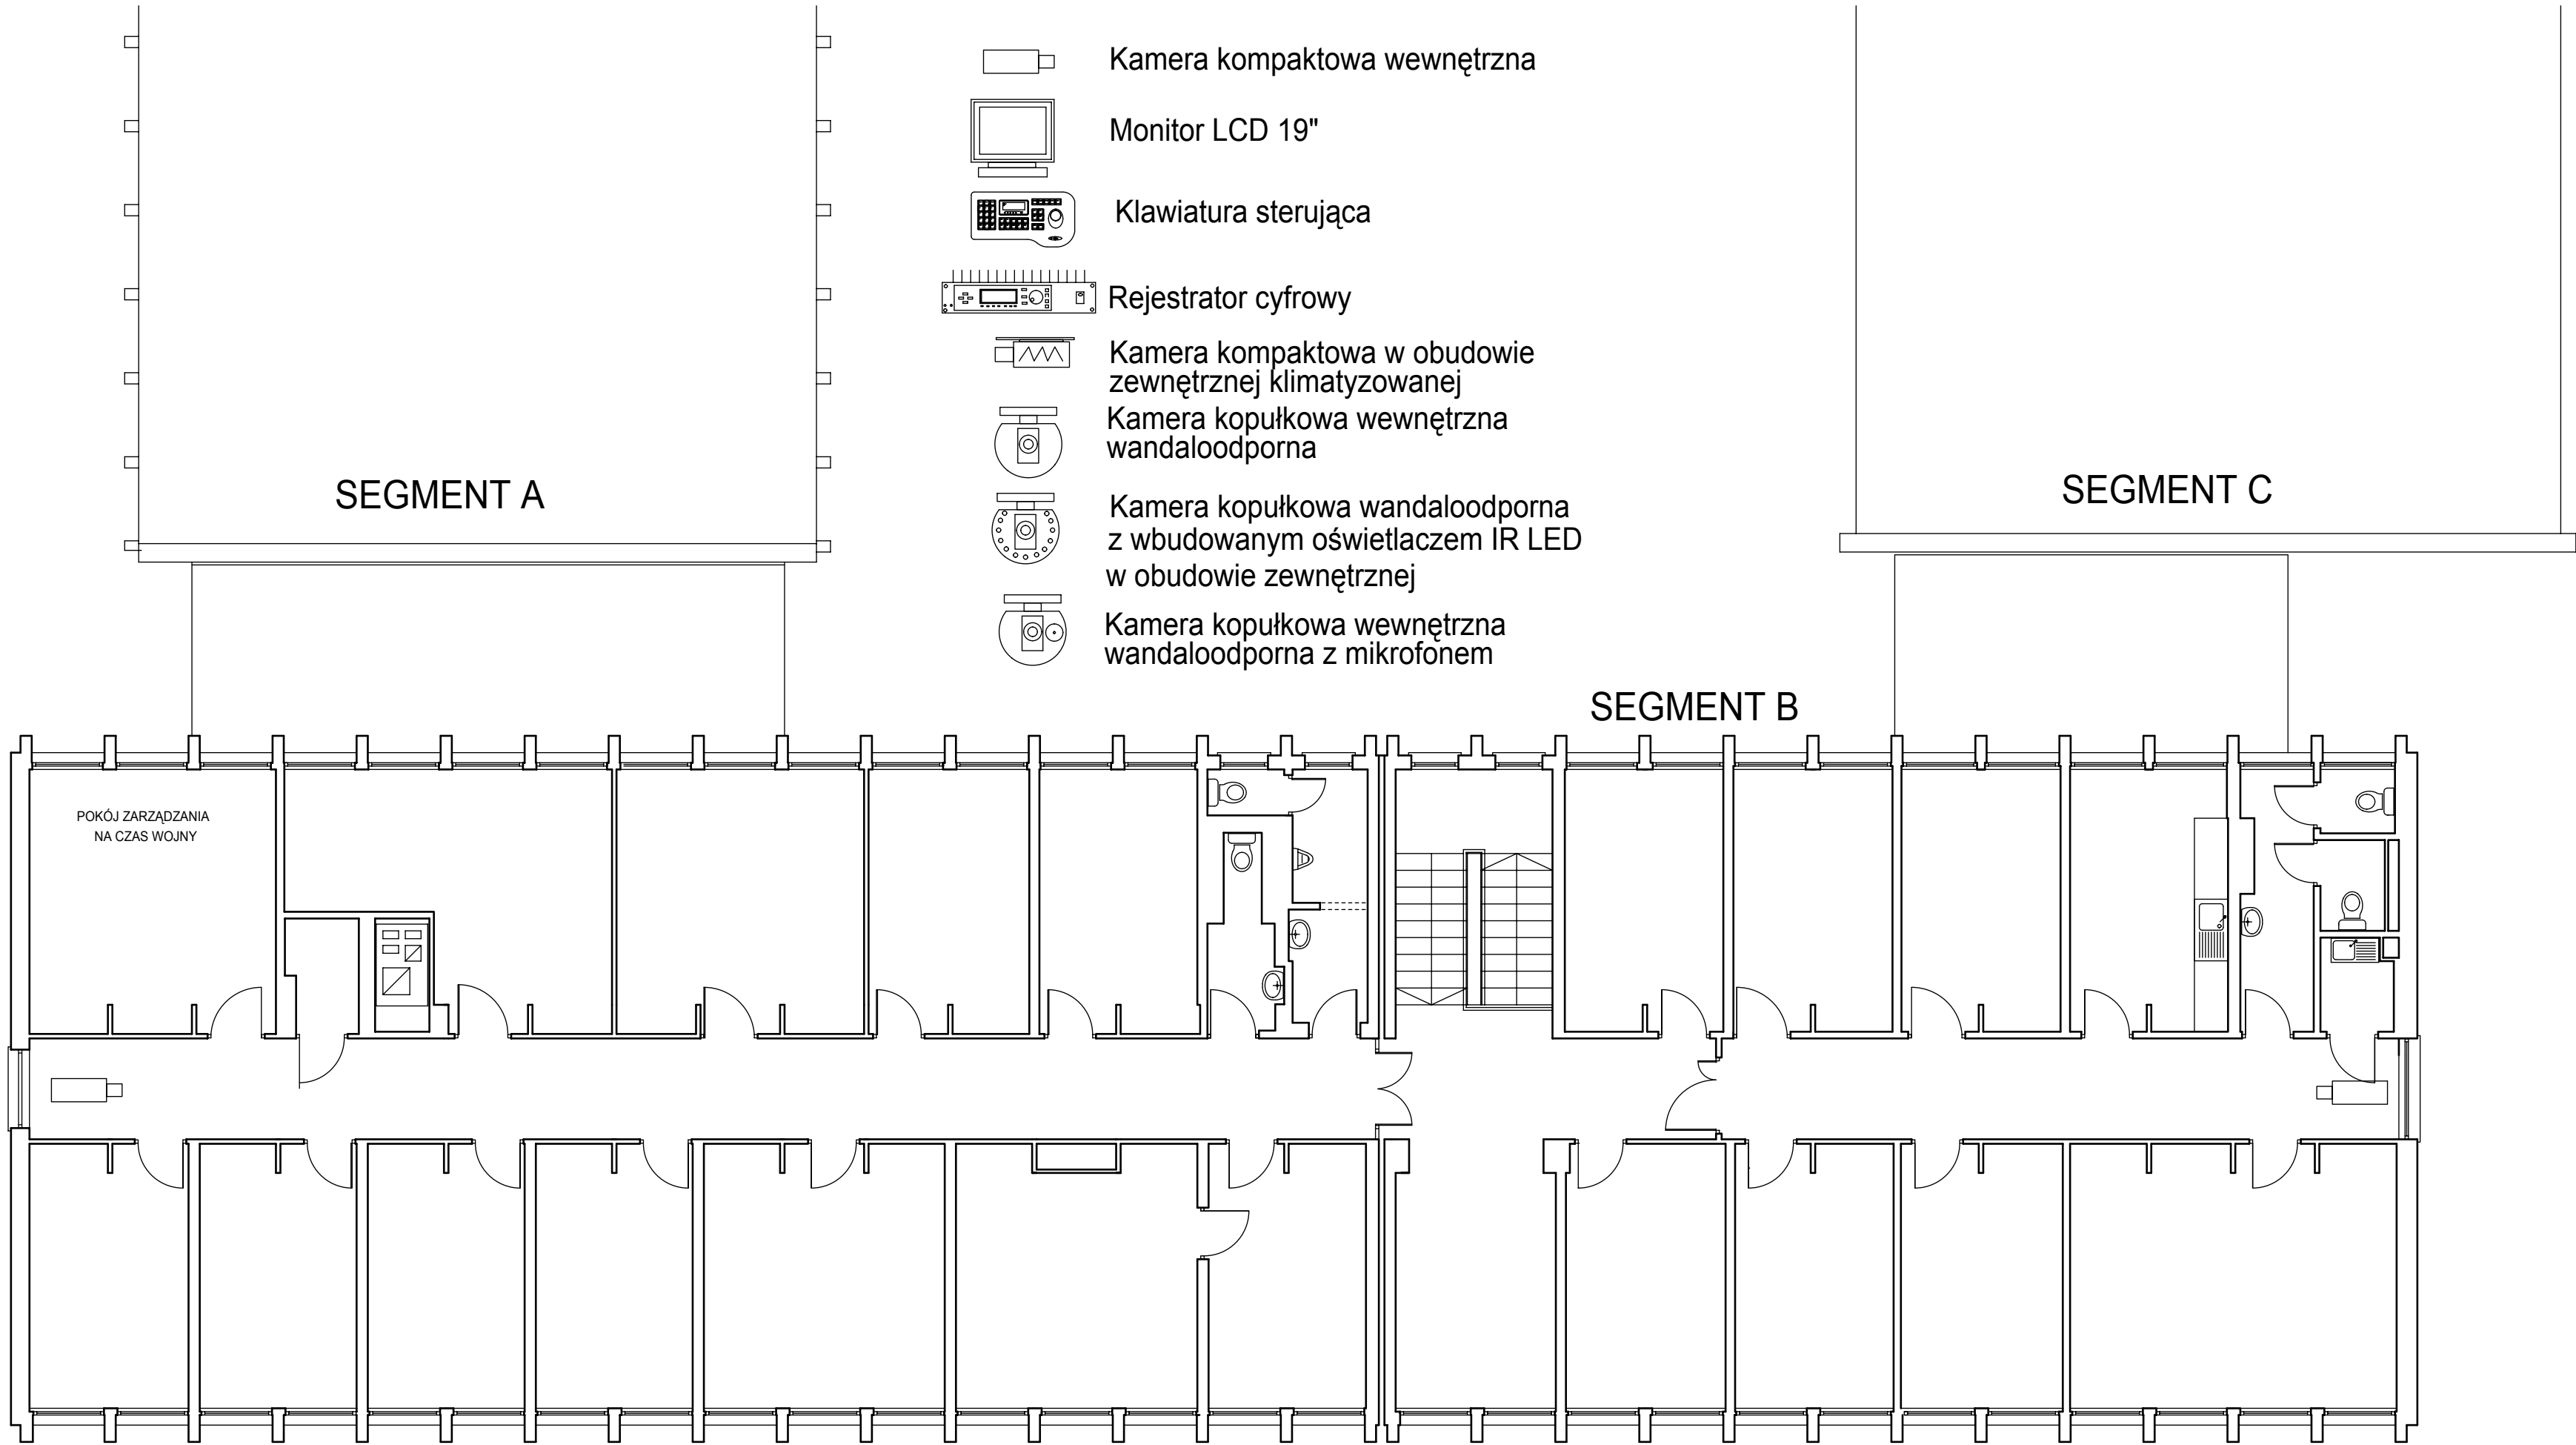 Kamera kompaktowa wewnętrzna
Monitor LCD 19"
Klawiatura sterująca
Rejestrator cyfrowy
Kamera kompaktowa w obudowie
zewnętrznej klimatyzowanej
Kamera kopułkowa wewnętrzna
wandaloodporna
Kamera kopułkowa wandaloodporna
z wbudowanym oświetlaczem IR LED
w obudowie zewnętrznej
Kamera kopułkowa wewnętrzna
wandaloodporna z mikrofonem
SEGMENT A
SEGMENT C
SEGMENT B
POKÓJ ZARZĄDZANIA
NA CZAS WOJNY